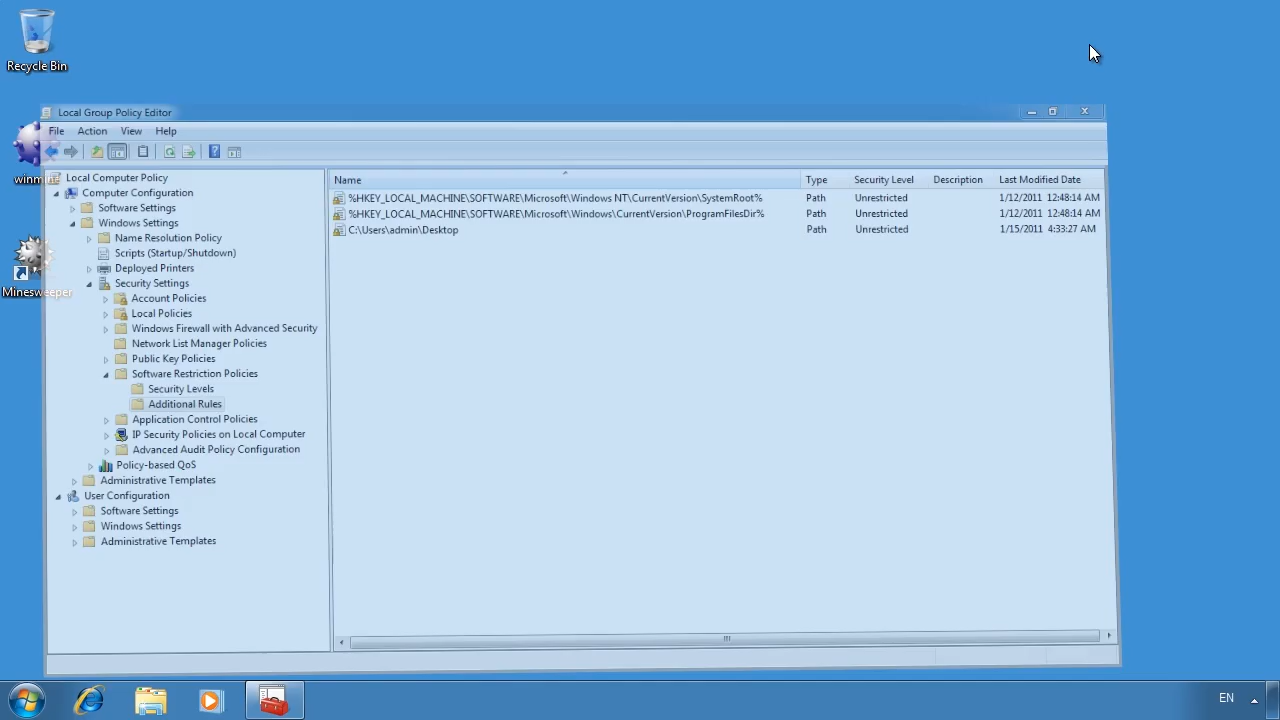 Recycle Bin
Local Group Policy Editor
File Action View Help
Local Computer Policy
Computer Configuration
Software Settings
Windows Settings
Name Resolution Policy
Scripts (Startup/Shutdown)
Deployed Printers
Security Settings
Account Policies
Local Policies
Windows Firewall with Advanced Security
Network List Manager Policies
Public Key Policies
Software Restriction Policies
Security Levels
Additional Rules
Application Control Policies
IP Security Policies on Local Computer
Advanced Audit Policy Configuration
Policy-based QoS
Administrative Templates
User Configuration
Software Settings
Windows Settings
Administrative Templates
Name Type Security Level Description Last Modified Date
%HKEY_LOCAL_MACHINE\SOFTWARE\Microsoft\Windows NT\CurrentVersion\SystemRoot% Path Unrestricted 1/12/2011 12:48:14 AM
%HKEY_LOCAL_MACHINE\SOFTWARE\Microsoft\Windows\CurrentVersion\ProgramFilesDir% Path Unrestricted 1/12/2011 12:48:14 AM
C:\Users\admin\Desktop Path Unrestricted 1/15/2011 4:33:27 AM
Minesweeper
EN